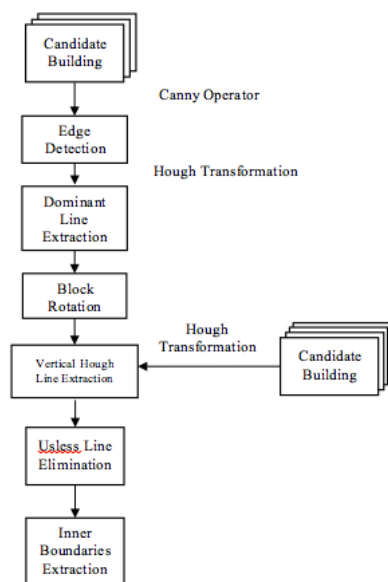 Candidate
Building
Canny Operator
Edge
Detection
Hough Transformation
Dominant
Line
Extraction
Block
Rotation
Hough
Transformation
Vertical Hough
Line Extraction
Candidate
Building
Usless Line
Elimination
Inner
Boundaries
Extraction